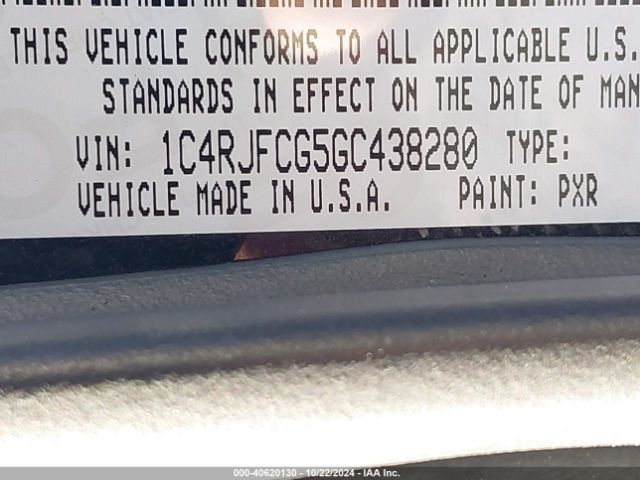 THIS VEHICLE CONFORMS TO ALL APPLICABLE U.S.
STANDARDS IN EFFECT ON THE DATE OF MAN
VIN: 1C4RJFCG5GC438280 TYPE:
VEHICLE MADE IN U.S.A. PAINT: PXR
000-40620130 - 10/22/2024 - IAA Inc.